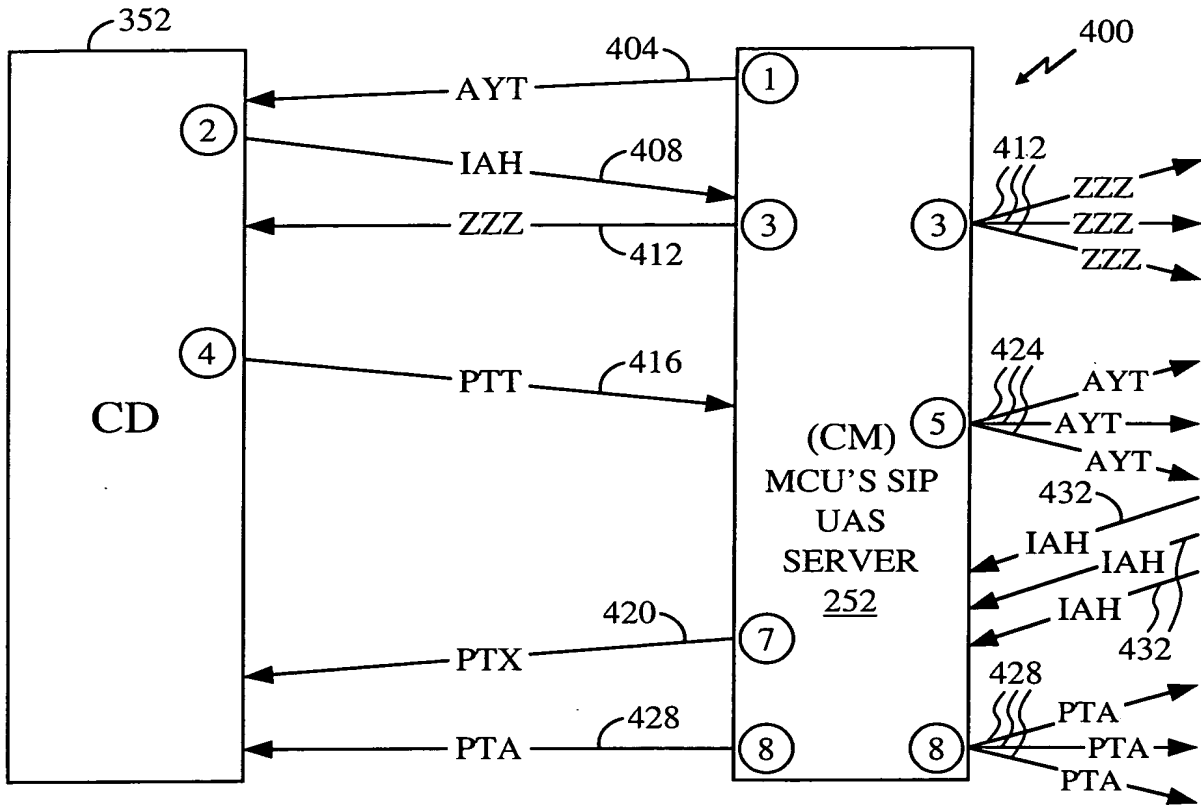 352
404
400
1
AYT
2
IAH
408
412
ZZZ
ZZZ
ZZZ
ZZZ
3
3
412
4
PTT
416
424
AYT
AYT
AYT
5
CD
(CM)
MCU'S SIP
UAS
SERVER
252
432
IAH
IAH
IAH
432
420
7
PTX
428
PTA
8
8
428
PTA
PTA
PTA